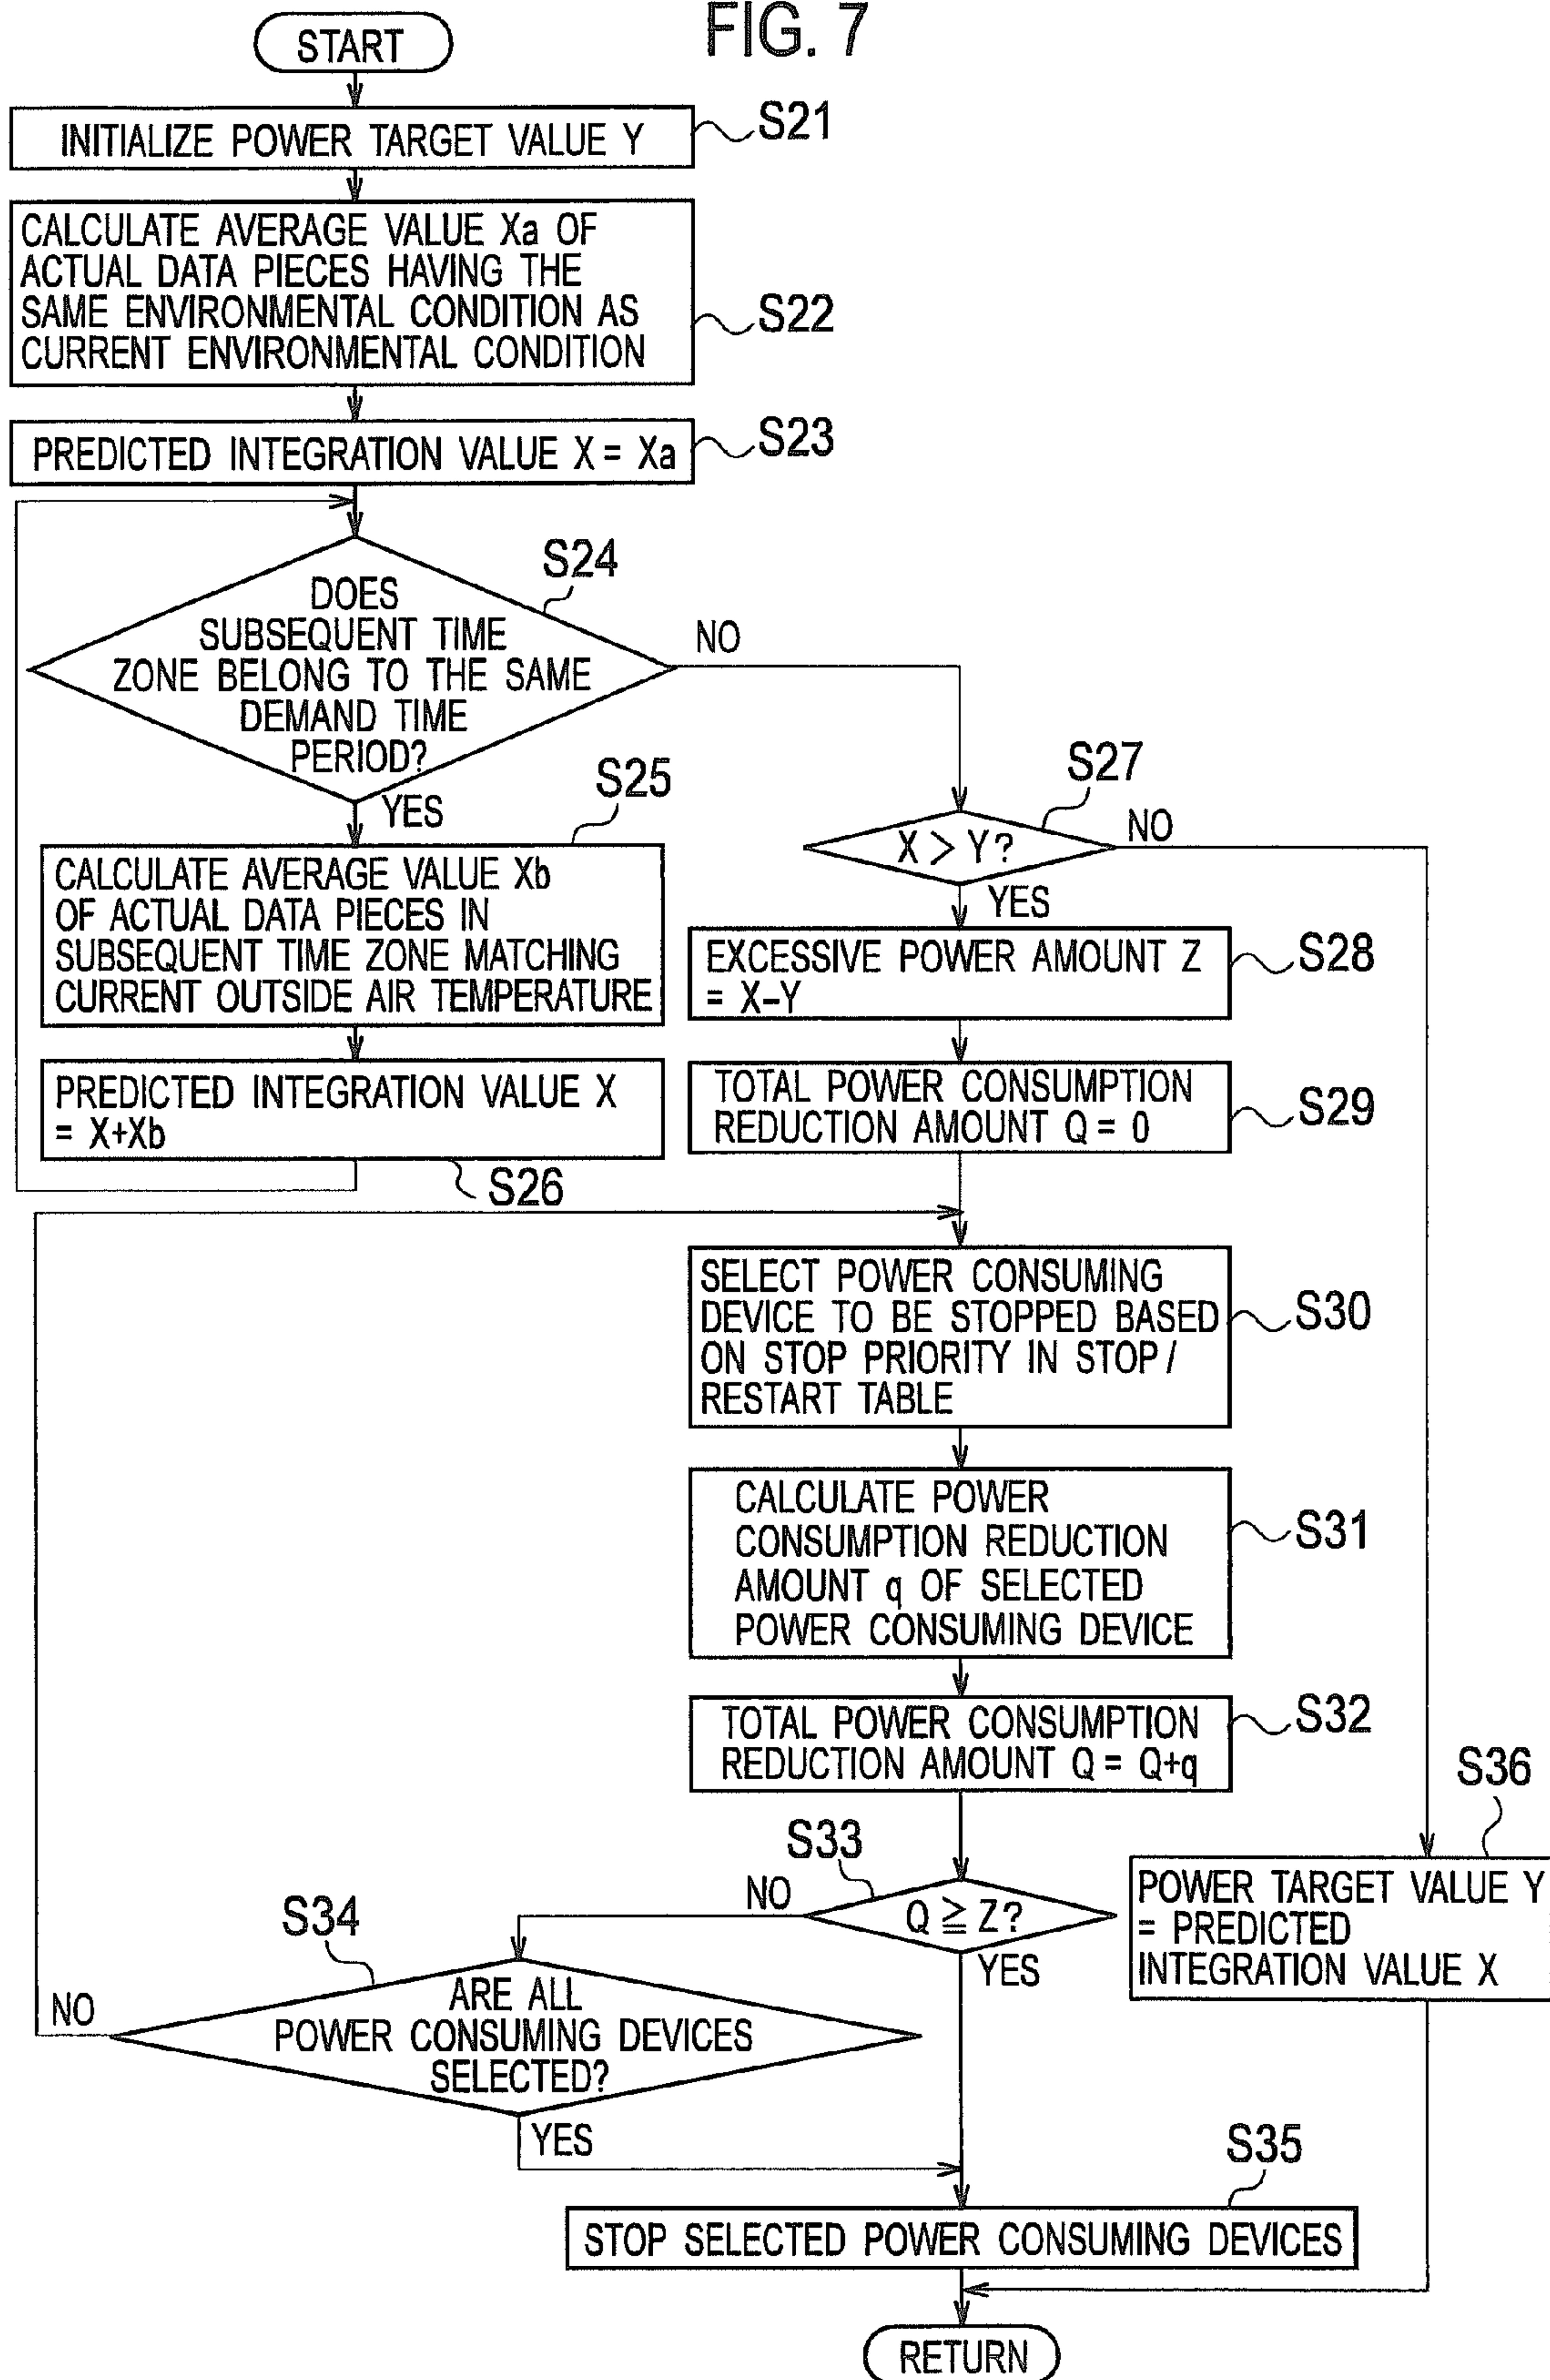 FIG. 7
START
INITIALIZE POWER TARGET VALUE Y
S21
CALCULATE AVERAGE VALUE Xa OF
ACTUAL DATA PIECES HAVING THE
SAME ENVIRONMENTAL CONDITION AS
CURRENT ENVIRONMENTAL CONDITION
S22
PREDICTED INTEGRATION VALUE X = Xa
S23
S24
DOES
SUBSEQUENT TIME
ZONE BELONG TO THE SAME
DEMAND TIME
PERIOD?
NO
YES
S25
CALCULATE AVERAGE VALUE Xb
OF ACTUAL DATA PIECES IN
SUBSEQUENT TIME ZONE MATCHING
CURRENT OUTSIDE AIR TEMPERATURE
PREDICTED INTEGRATION VALUE X
= X+Xb
S26
S27
X > Y?
NO
YES
EXCESSIVE POWER AMOUNT Z
= X–Y
S28
TOTAL POWER CONSUMPTION
REDUCTION AMOUNT Q = 0
S29
SELECT POWER CONSUMING
DEVICE TO BE STOPPED BASED
ON STOP PRIORITY IN STOP /
RESTART TABLE
S30
CALCULATE POWER
CONSUMPTION REDUCTION
AMOUNT q OF SELECTED
POWER CONSUMING DEVICE
S31
TOTAL POWER CONSUMPTION
REDUCTION AMOUNT Q = Q+q
S32
S33
Q ≧ Z?
NO
YES
S34
ARE ALL
POWER CONSUMING DEVICES
SELECTED?
NO
YES
S36
POWER TARGET VALUE Y
= PREDICTED
INTEGRATION VALUE X
S35
STOP SELECTED POWER CONSUMING DEVICES
RETURN